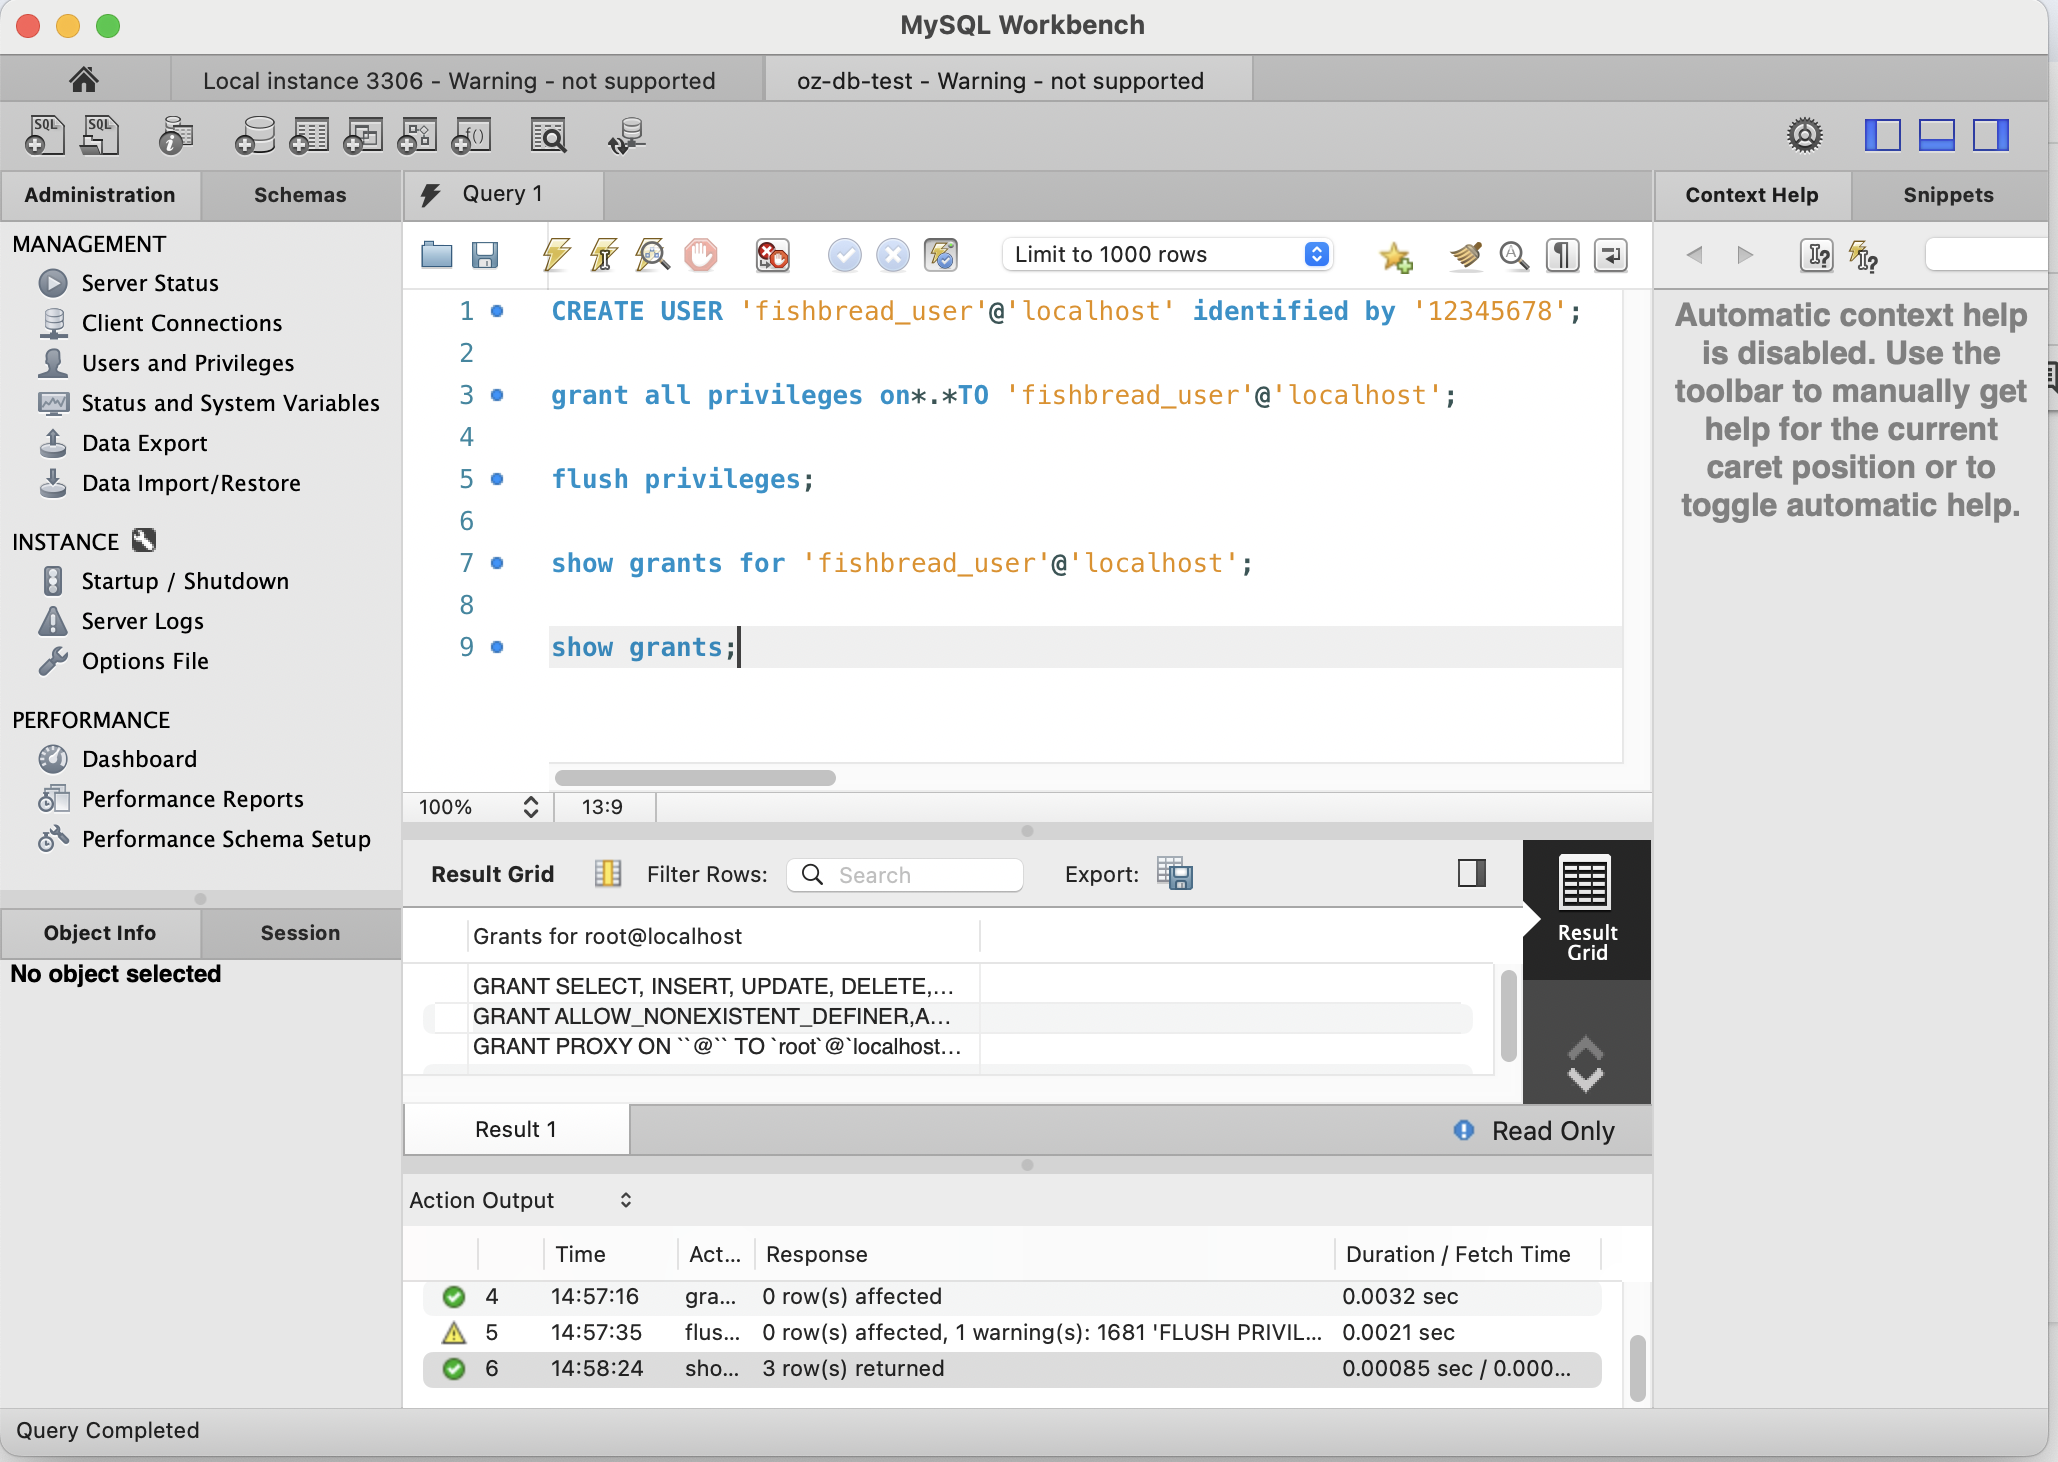 MySQL Workbench
Local instance 3306 - Warning - not supported
oz-db-test - Warning - not supported
Administration
Schemas
MANAGEMENT
Server Status
Client Connections
Users and Privileges
Status and System Variables
Data Export
Data Import/Restore
INSTANCE
Startup / Shutdown
Server Logs
Options File
PERFORMANCE
Dashboard
Performance Reports
Performance Schema Setup
Object Info
Session
No object selected
Query 1
Limit to 1000 rows
1 CREATE USER 'fishbread_user'@'localhost' identified by '12345678';
2
3 grant all privileges on*.*TO 'fishbread_user'@'localhost';
4
5 flush privileges;
6
7 show grants for 'fishbread_user'@'localhost';
8
9 show grants;
100%
13:9
Result Grid
Filter Rows:
Search
Export:
Grants for root@localhost
GRANT SELECT, INSERT, UPDATE, DELETE,...
GRANT ALLOW_NONEXISTENT_DEFINER,A...
GRANT PROXY ON ``@`` TO `root`@`localhost...
Result
Grid
Result 1
Read Only
Action Output
Time Act... Response Duration / Fetch Time
4 14:57:16 gra... 0 row(s) affected 0.0032 sec
5 14:57:35 flus... 0 row(s) affected, 1 warning(s): 1681 'FLUSH PRIVIL... 0.0021 sec
6 14:58:24 sho... 3 row(s) returned 0.00085 sec / 0.000...
Context Help
Snippets
Automatic context help
is disabled. Use the
toolbar to manually get
help for the current
caret position or to
toggle automatic help.
Query Completed